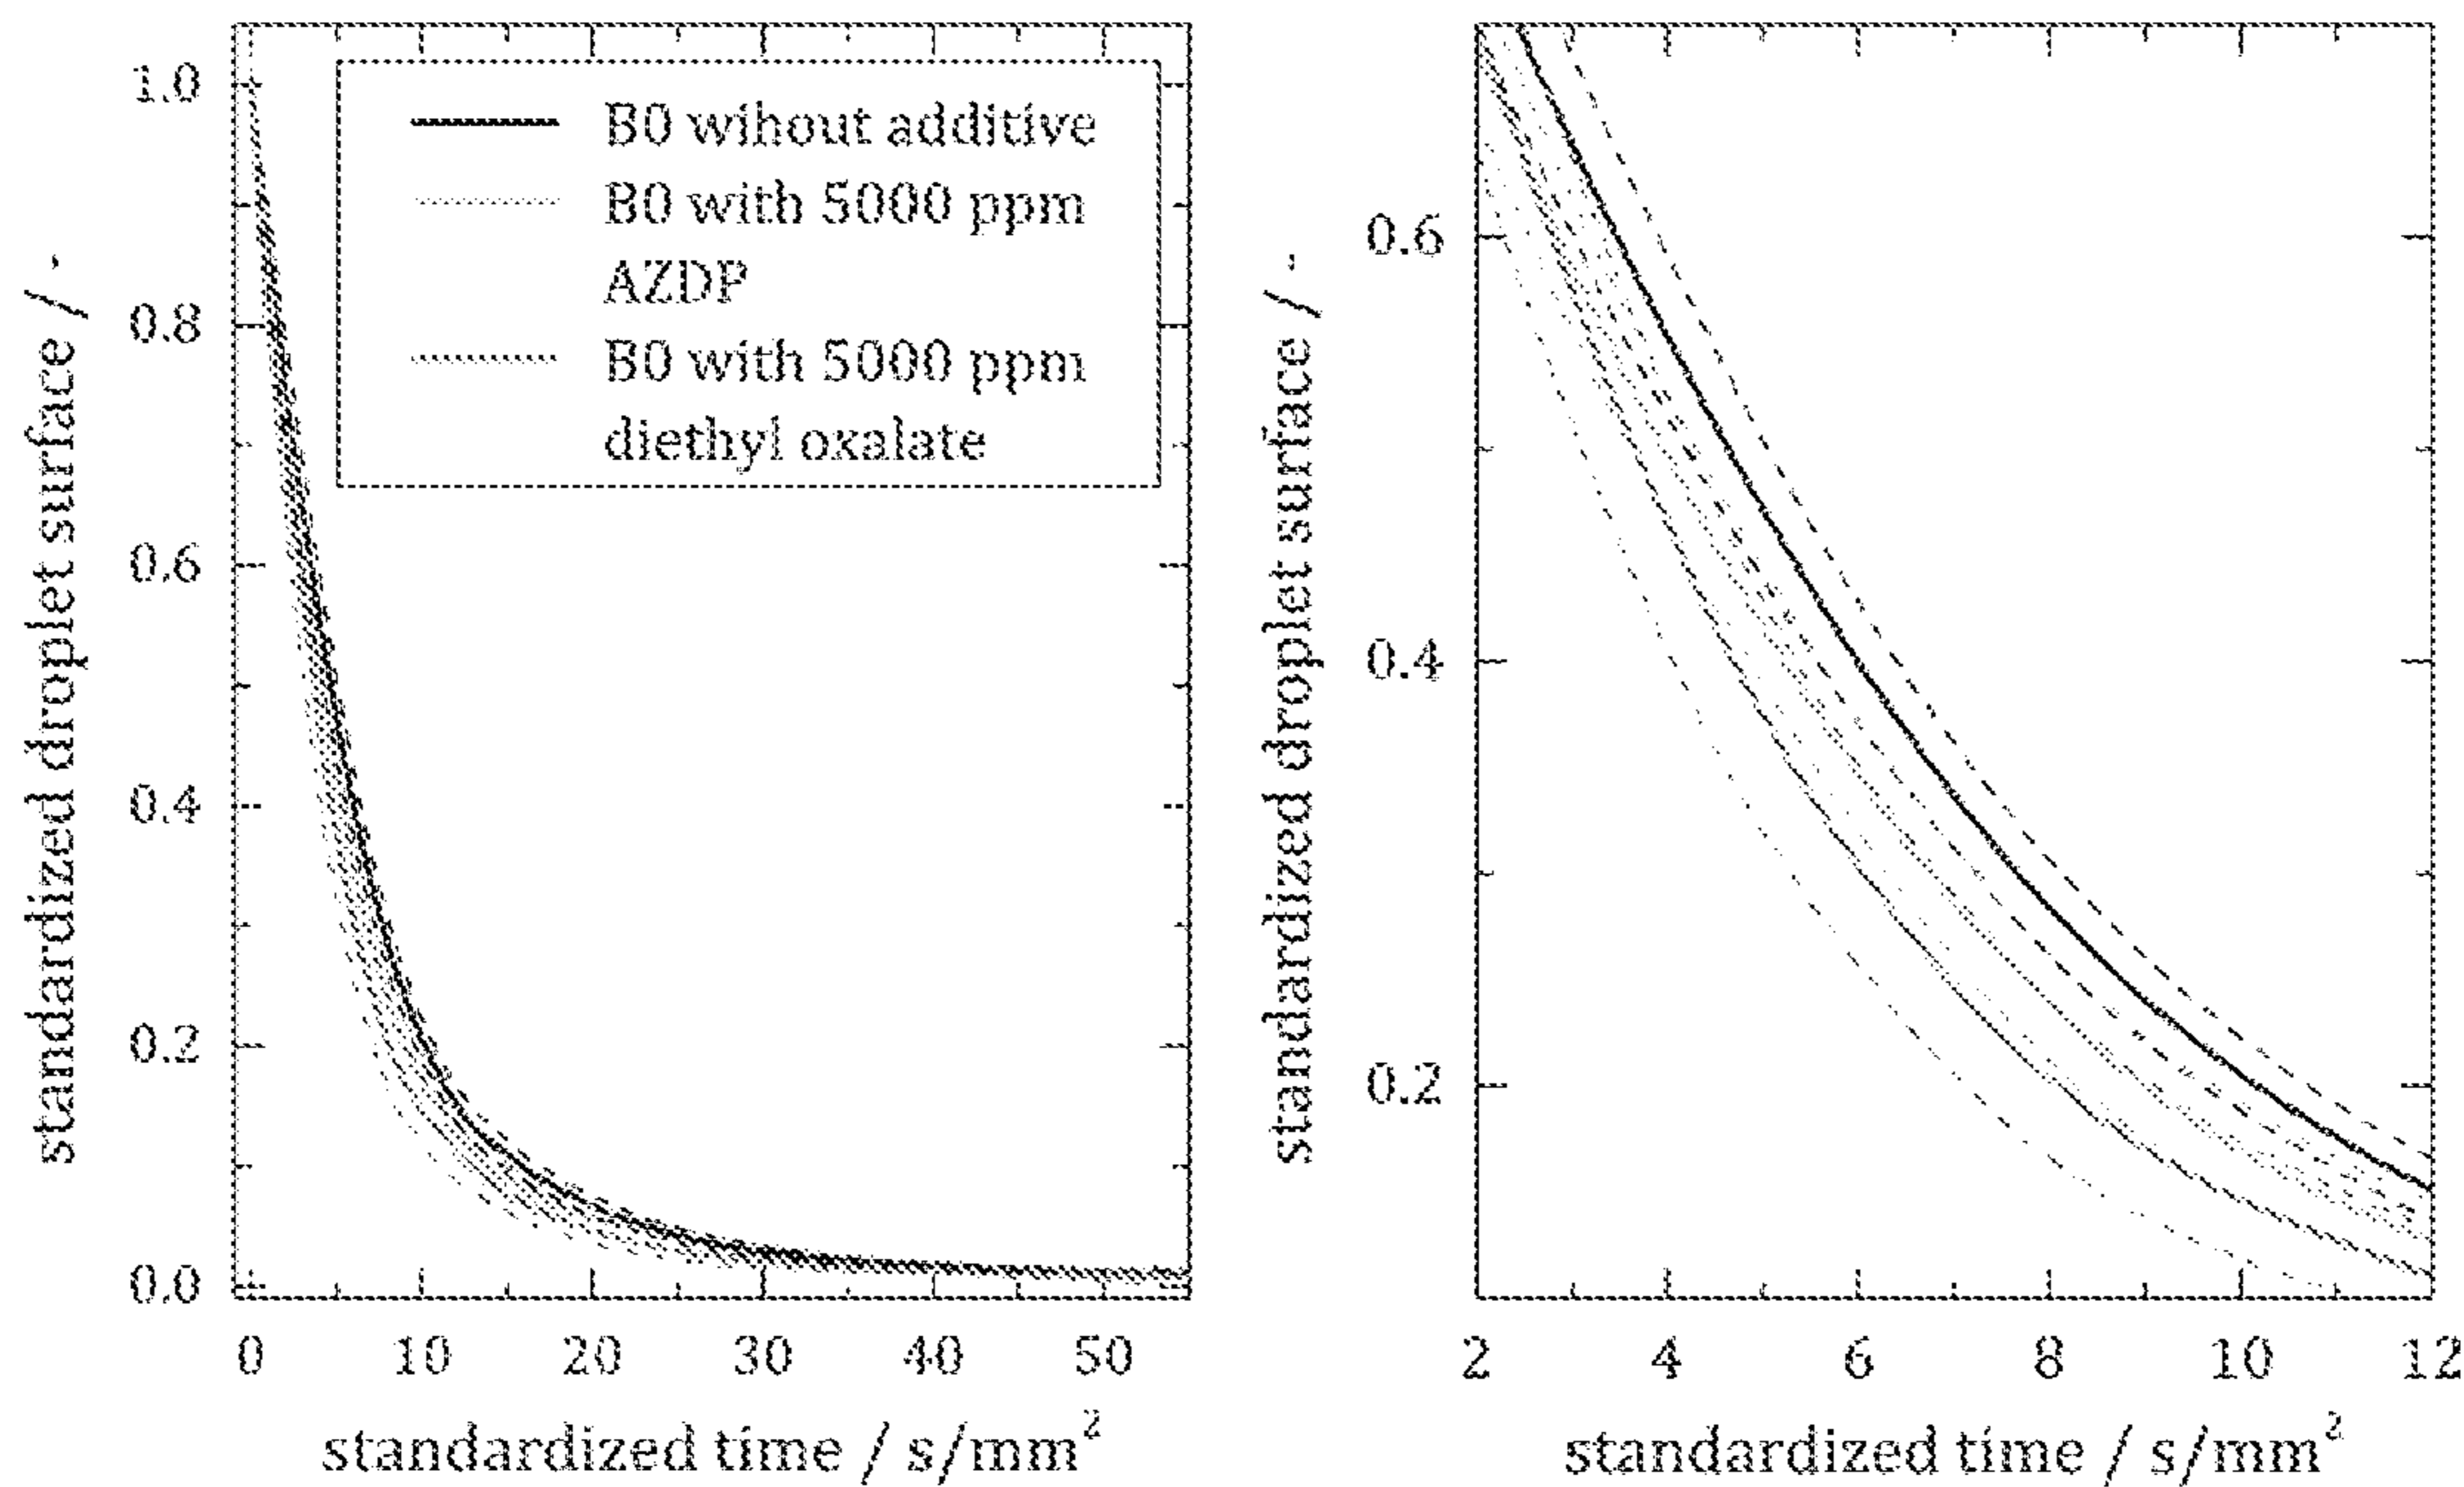 standardized droplet surface / -
1.0
0.8
0.6
0.4
0.2
0.0
B0 wihout additive
B0 with 5000 ppm
AZDP
B0 with 5000 ppm
diethyl oxalate
0 10 20 30 40 50
standardized time / s/mm²
standardized droplet surface / -
0.6
0.4
0.2
2 4 6 8 10 12
standardized time / s/mm²